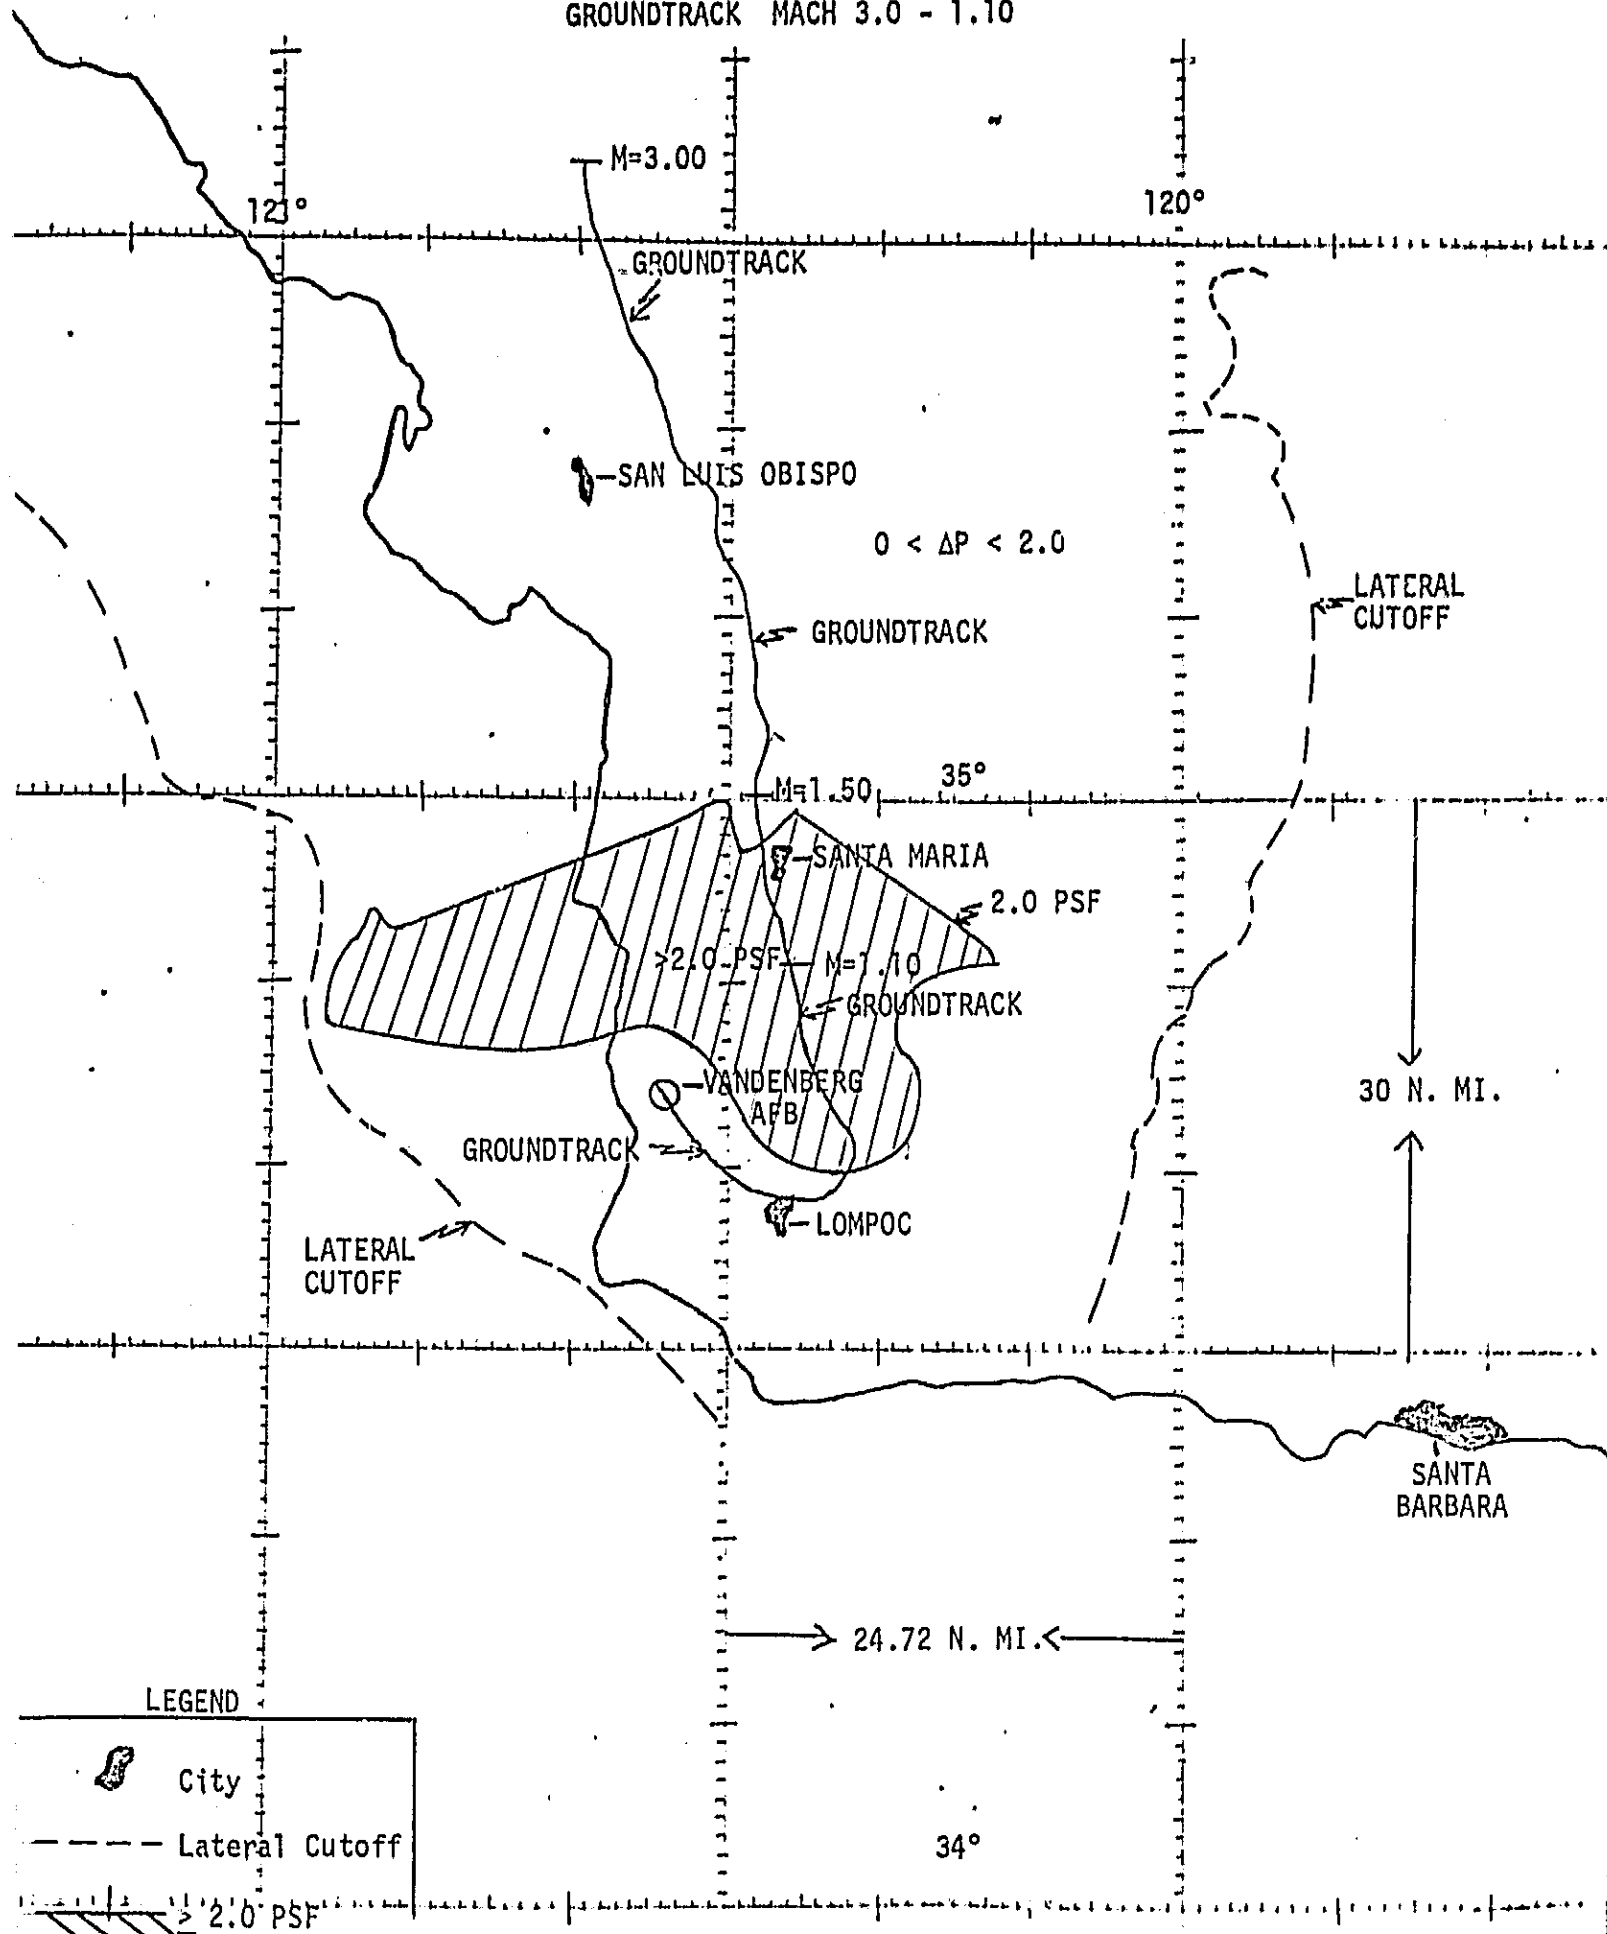 GROUNDTRACK MACH 3.0 - 1.10
M=3.00
121°
120°
GROUNDTRACK
SAN LUIS OBISPO
0 < ΔP < 2.0
LATERAL
CUTOFF
GROUNDTRACK
M=1.50
35°
SANTA MARIA
2.0 PSF
>2.0 PSF
M=1.10
GROUNDTRACK
VANDENBERG
AFB
30 N. MI.
GROUNDTRACK
LOMPOC
LATERAL
CUTOFF
SANTA
BARBARA
24.72 N. MI.
LEGEND
City
Lateral Cutoff
34°
> 2.0 PSF